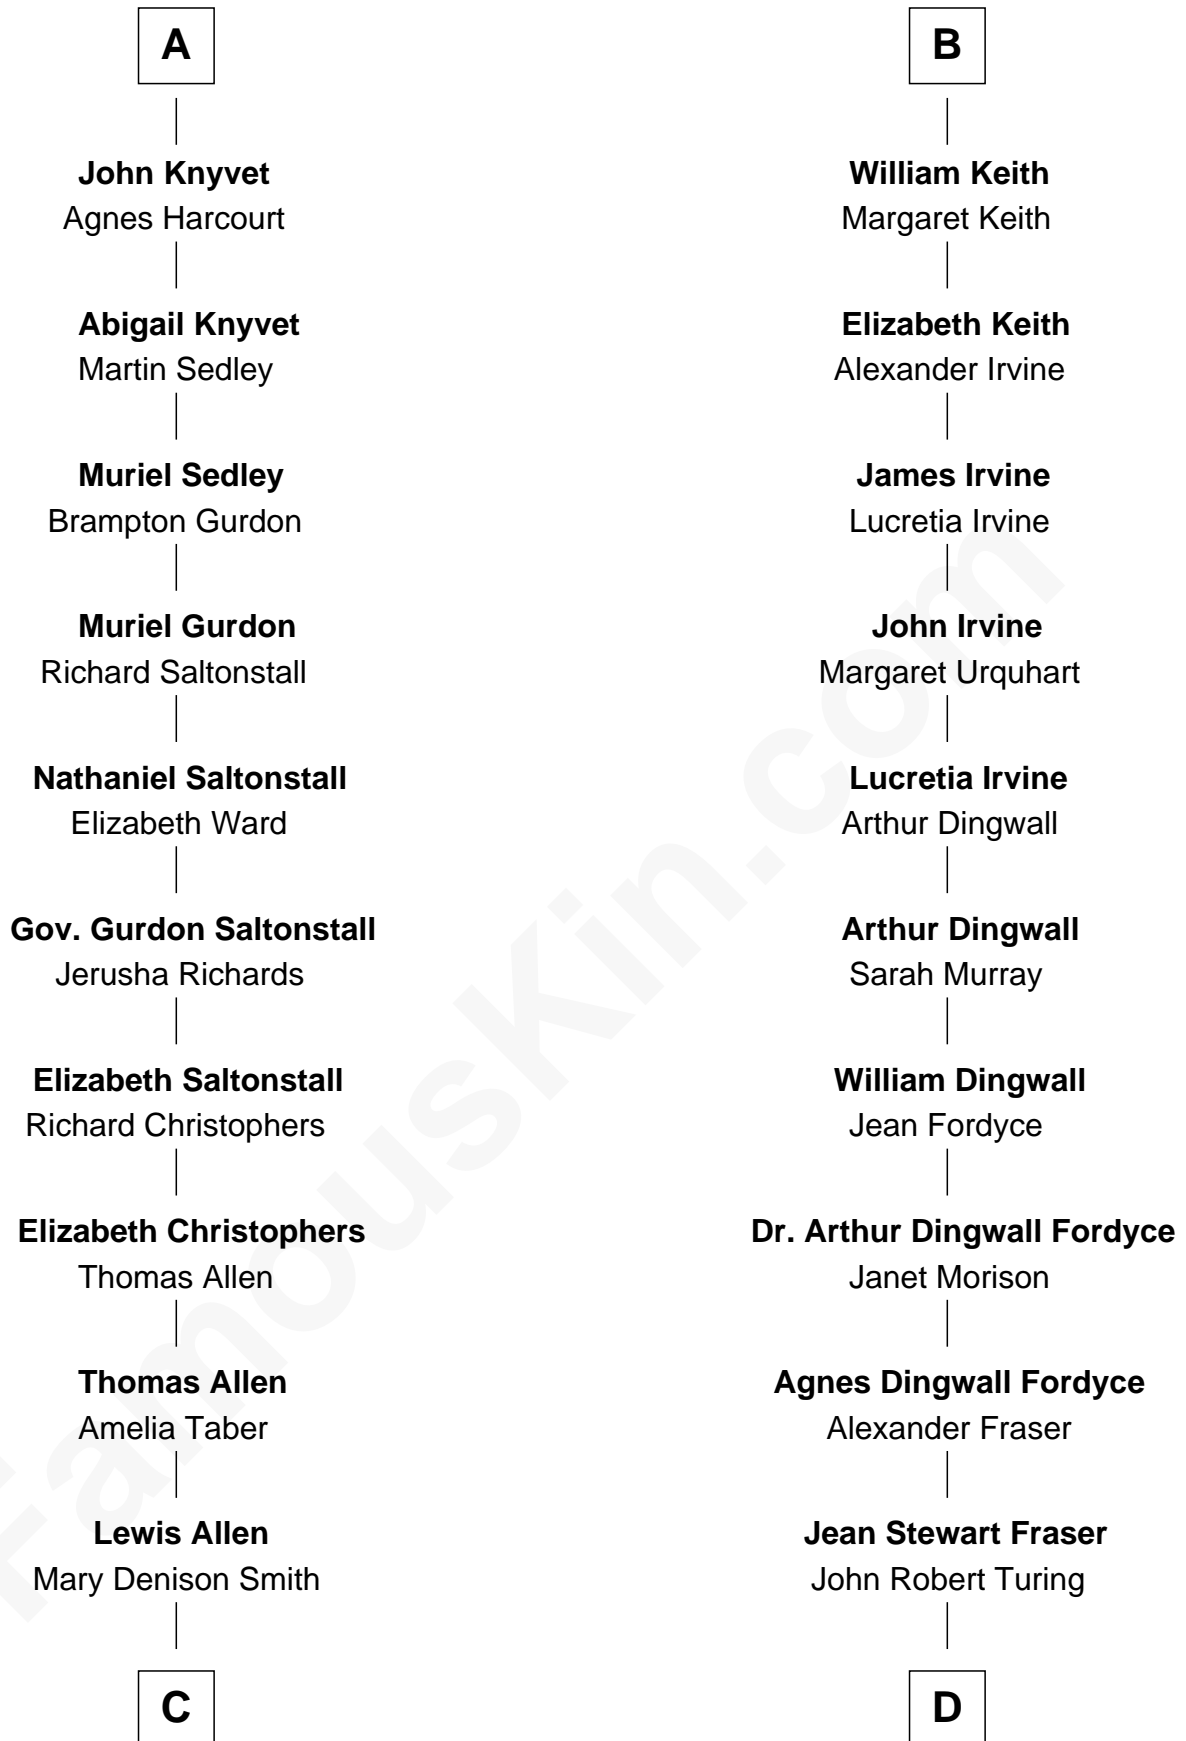 A
John Knyvet
Agnes Harcourt
Abigail Knyvet
Martin Sedley
Muriel Sedley
Brampton Gurdon
Muriel Gurdon
Richard Saltonstall
Nathaniel Saltonstall
Elizabeth Ward
Gov. Gurdon Saltonstall
Jerusha Richards
Elizabeth Saltonstall
Richard Christophers
Elizabeth Christophers
Thomas Allen
Thomas Allen
Amelia Taber
Lewis Allen
Mary Denison Smith
C
B
William Keith
Margaret Keith
Elizabeth Keith
Alexander Irvine
James Irvine
Lucretia Irvine
John Irvine
Margaret Urquhart
Lucretia Irvine
Arthur Dingwall
Arthur Dingwall
Sarah Murray
William Dingwall
Jean Fordyce
Dr. Arthur Dingwall Fordyce
Janet Morison
Agnes Dingwall Fordyce
Alexander Fraser
Jean Stewart Fraser
John Robert Turing
D
FamousKin.com